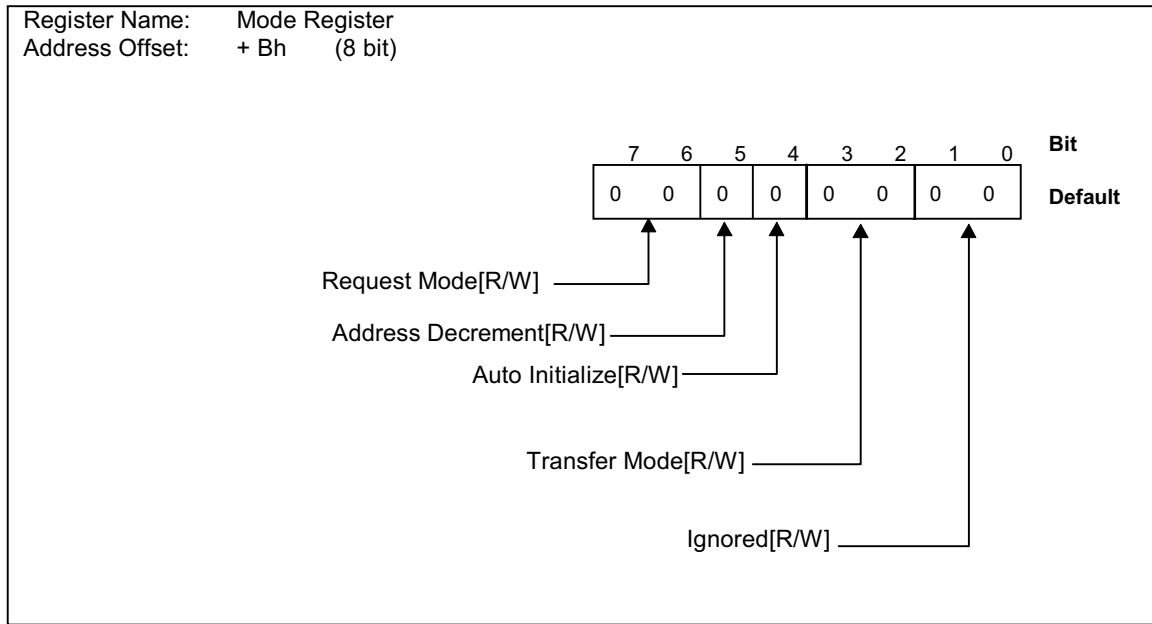 Register Name: Mode Register
Address Offset: + Bh (8 bit)
7 6 5 4 3 2 1 0 Bit
0 0 0 0 0 0 0 0 Default
Request Mode[R/W]
Address Decrement[R/W]
Auto Initialize[R/W]
Transfer Mode[R/W]
Ignored[R/W]